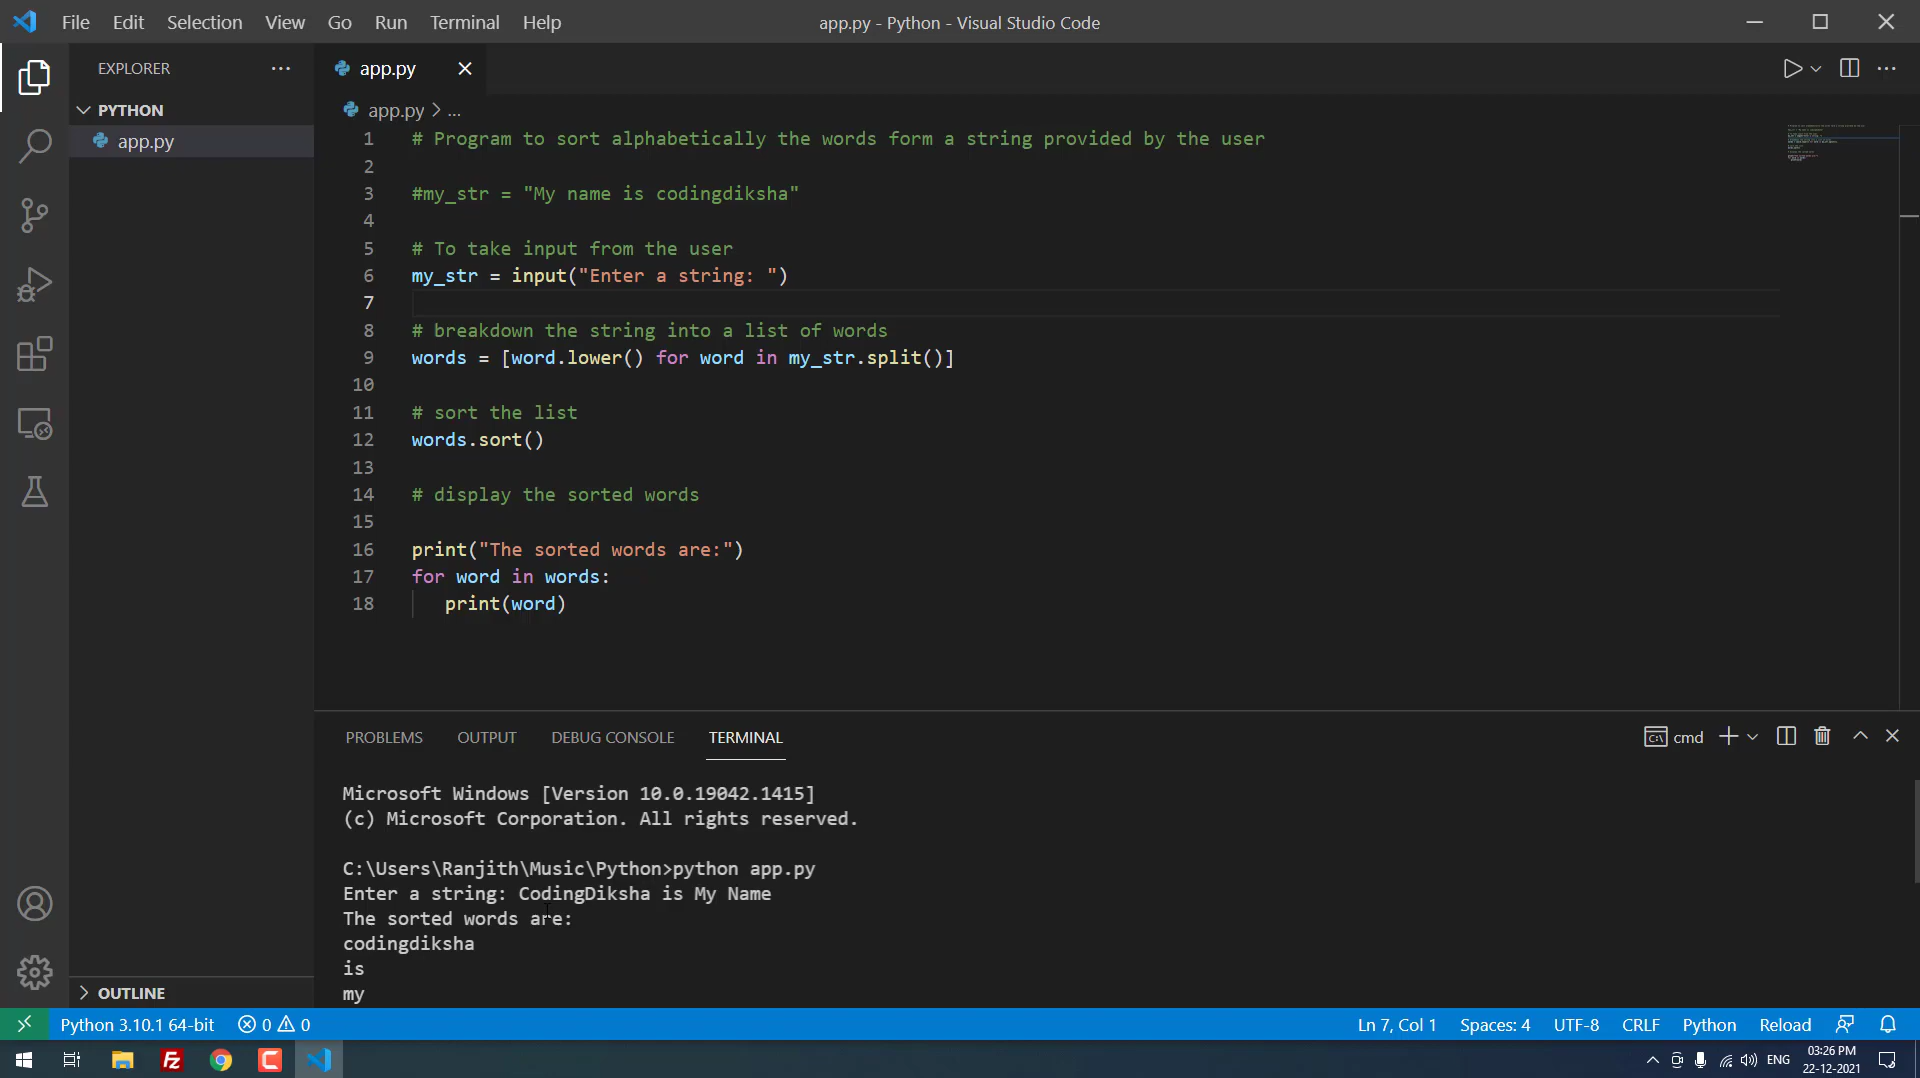 File Edit Selection View Go Run Terminal Help
app.py - Python - Visual Studio Code
EXPLORER
app.py
PYTHON
app.py
app.py > ...
1 # Program to sort alphabetically the words form a string provided by the user
2
3 #my_str = "My name is codingdiksha"
4
5 # To take input from the user
6 my_str = input("Enter a string: ")
7
8 # breakdown the string into a list of words
9 words = [word.lower() for word in my_str.split()]
10
11 # sort the list
12 words.sort()
13
14 # display the sorted words
15
16 print("The sorted words are:")
17 for word in words:
18 print(word)
PROBLEMS OUTPUT DEBUG CONSOLE TERMINAL
cmd
Microsoft Windows [Version 10.0.19042.1415]
(c) Microsoft Corporation. All rights reserved.
C:\Users\Ranjith\Music\Python>python app.py
Enter a string: CodingDiksha is My Name
The sorted words are:
codingdiksha
is
my
OUTLINE
Python 3.10.1 64-bit 0 0 Ln 7, Col 1 Spaces: 4 UTF-8 CRLF Python Reload
ENG
03:26 PM
22-12-2021